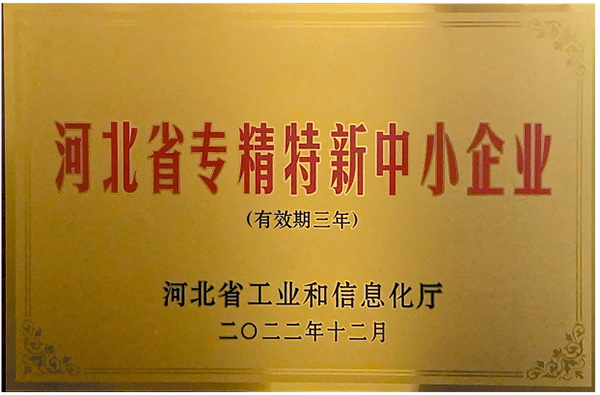 河北省专精特新中小企业
(有效期三年)
河北省工业和信息化厅
二〇二二年十二月